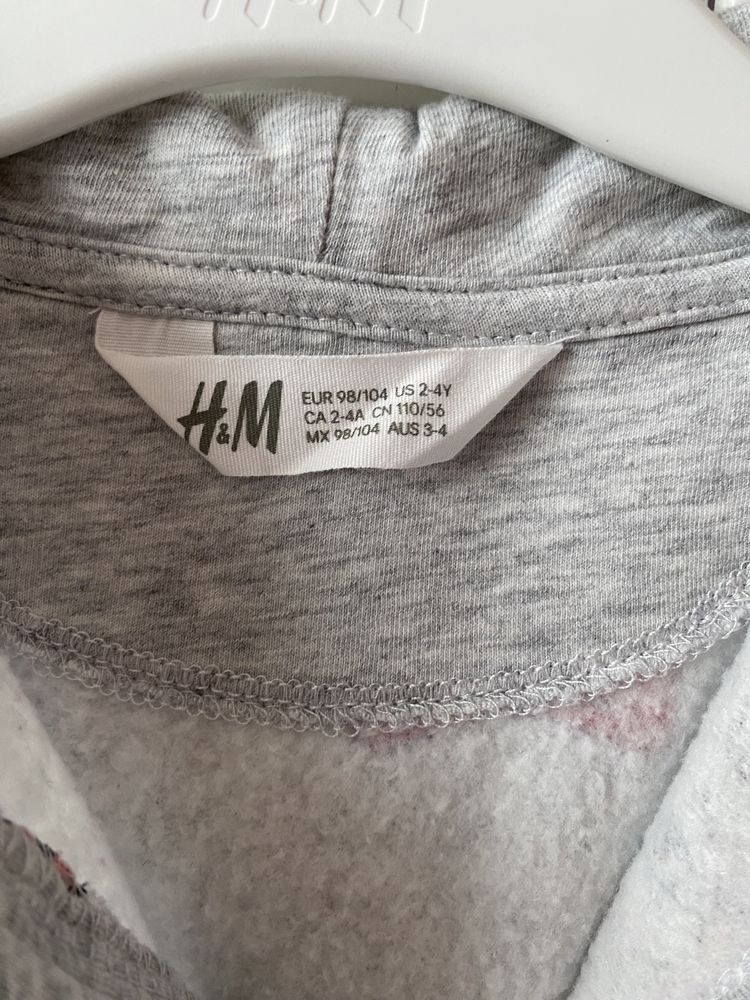 H&M
H&M
EUR 98/104 US 2-4Y
CA 2-4A CN 110/56
MX 98/104 AUS 3-4